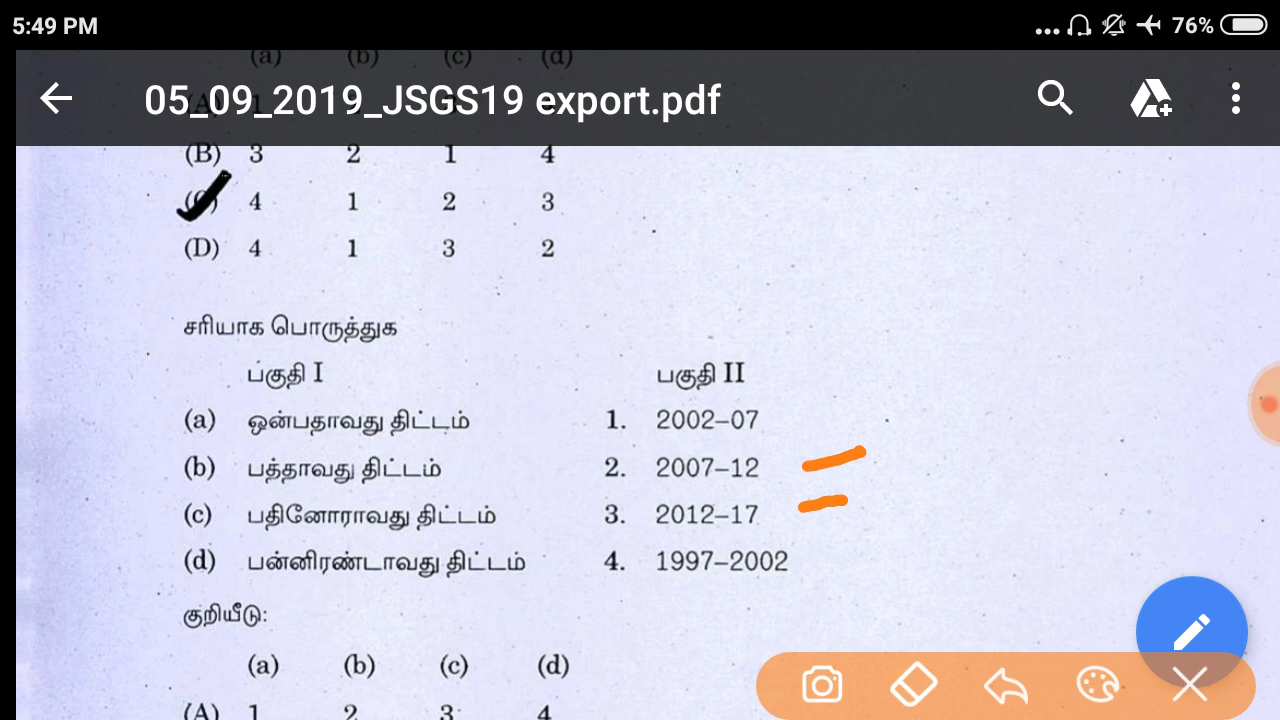 5:49 PM
76%
(a) (b) (c) (d)
05_09_2019_JSGS19 export.pdf
(B) 3 2 1 4
(C) 4 1 2 3
(D) 4 1 3 2
சரியாக பொருத்துக
பகுதி I பகுதி II
(a) ஒன்பதாவது திட்டம் 1. 2002–07
(b) பத்தாவது திட்டம் 2. 2007–12
(c) பதினோராவது திட்டம் 3. 2012–17
(d) பன்னிரண்டாவது திட்டம் 4. 1997–2002
குறியீடு:
(a) (b) (c) (d)
(A) 1 2 3 4